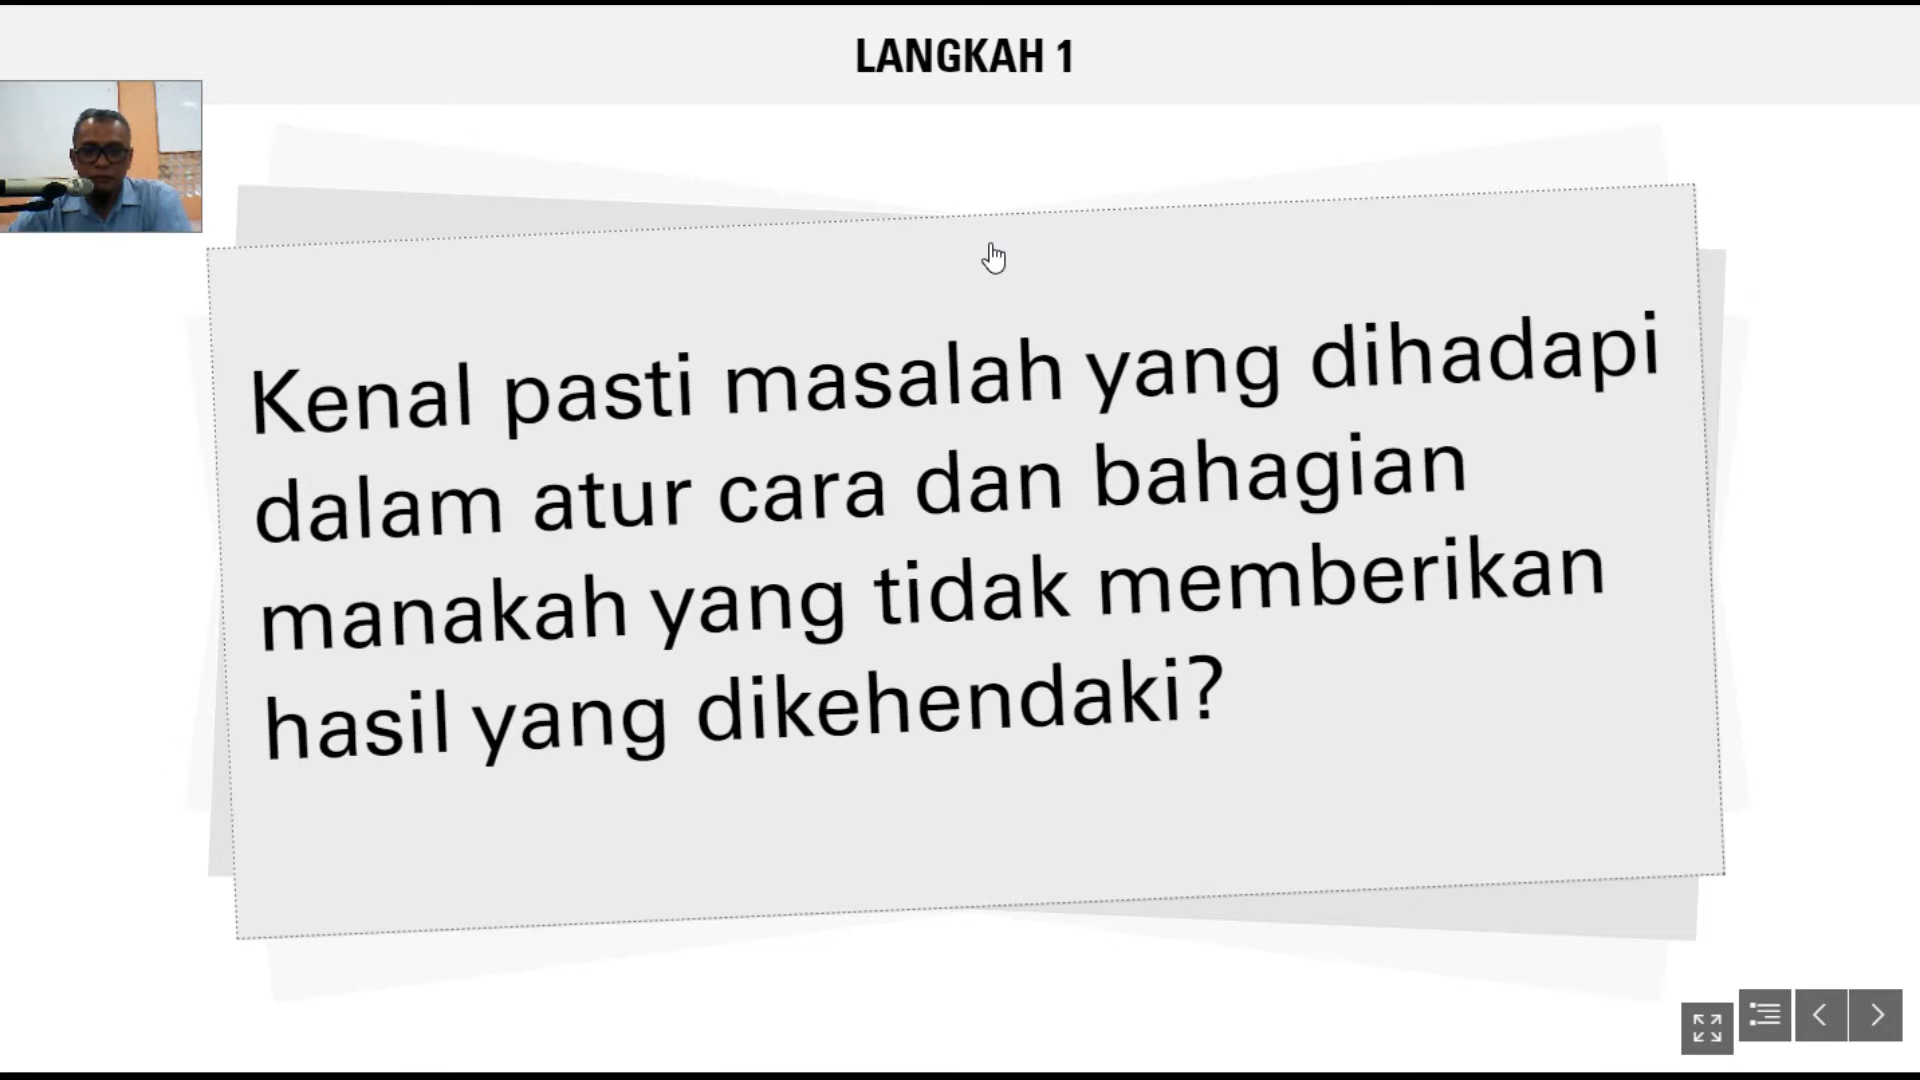 LANGKAH 1
Kenal pasti masalah yang dihadapi
dalam atur cara dan bahagian
manakah yang tidak memberikan
hasil yang dikehendaki?